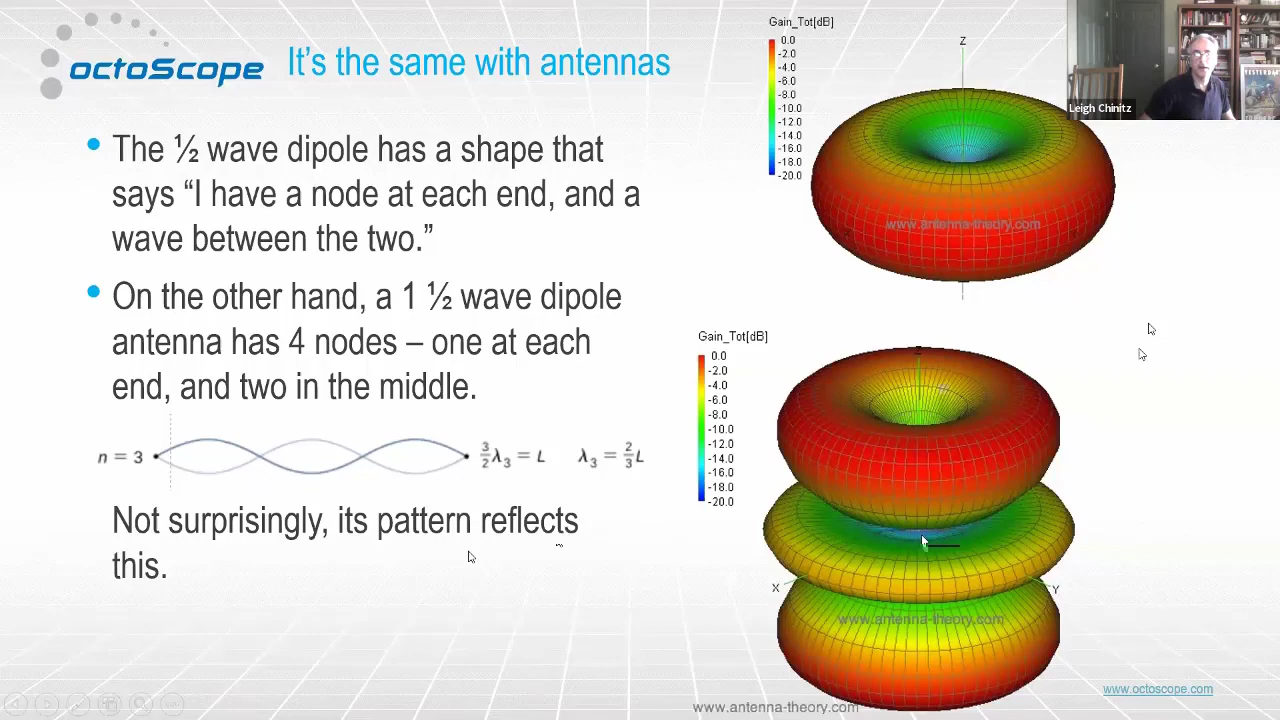 octoScope
It's the same with antennas
• The ½ wave dipole has a shape that
says “I have a node at each end, and a
wave between the two.”
• On the other hand, a 1 ½ wave dipole
antenna has 4 nodes – one at each
end, and two in the middle.
n = 3
3/2 λ₃ = L
λ₃ = 2/3 L
Not surprisingly, its pattern reflects
this.
Gain_Tot[dB]
0.0
-2.0
-4.0
-6.0
-8.0
-10.0
-12.0
-14.0
-16.0
-18.0
-20.0
Z
www.antenna-theory.com
Leigh Chinitz
YESTERDAY
Gain_Tot[dB]
0.0
-2.0
-4.0
-6.0
-8.0
-10.0
-12.0
-14.0
-16.0
-18.0
-20.0
Z
X
Y
www.antenna-theory.com
www.antenna-theory.com
www.octoscope.com